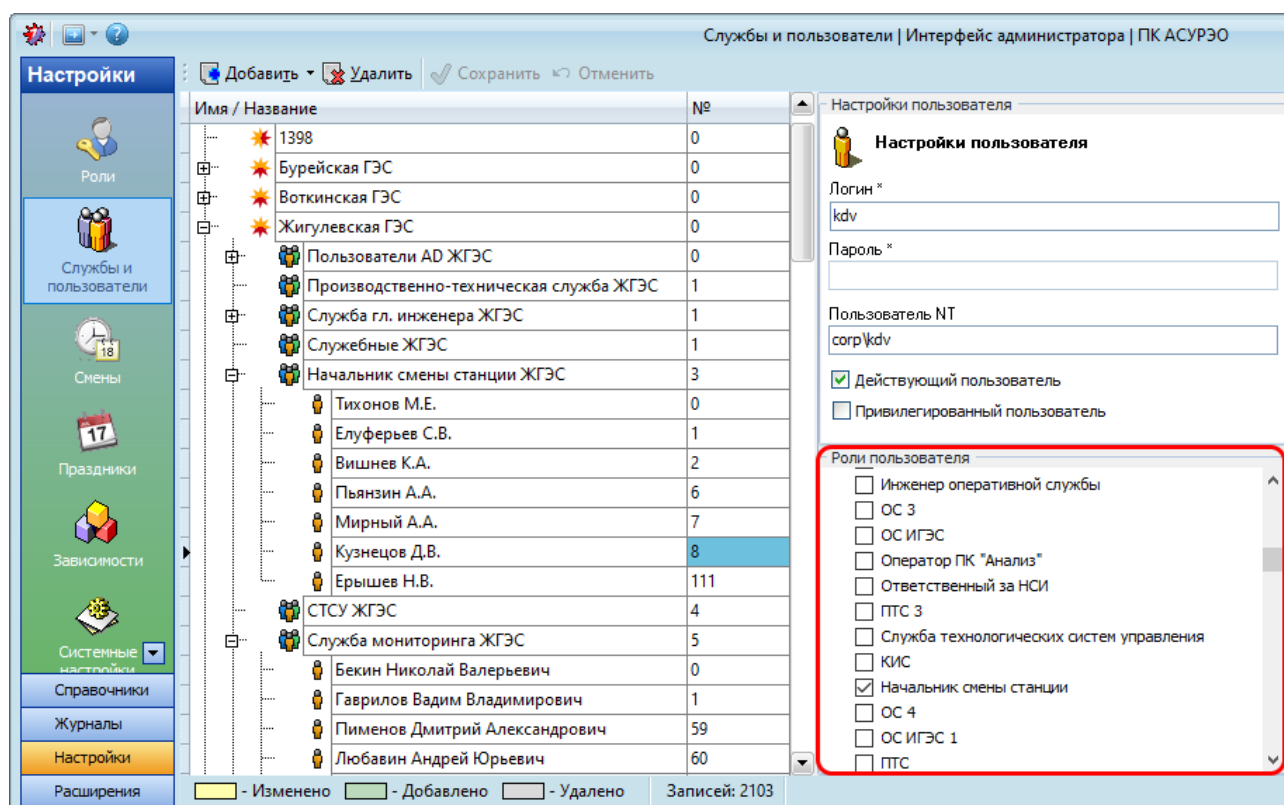 Службы и пользователи | Интерфейс администратора | ПК АСУРЭО
Настройки
Добавить
Удалить
Сохранить
Отменить
Роли
Службы и
пользователи
18
Смены
17
Праздники
Зависимости
Системные
настройки
Справочники
Журналы
Настройки
Расширения
Имя / Название №
1398 0
Бурейская ГЭС 0
Воткинская ГЭС 0
Жигулевская ГЭС 0
Пользователи AD ЖГЭС 0
Производственно-техническая служба ЖГЭС 1
Служба гл. инженера ЖГЭС 1
Служебные ЖГЭС 1
Начальник смены станции ЖГЭС 3
Тихонов М.Е. 0
Елуферьев С.В. 1
Вишнев К.А. 2
Пьянзин А.А. 6
Мирный А.А. 7
Кузнецов Д.В. 8
Ерышев Н.В. 111
СТСУ ЖГЭС 4
Служба мониторинга ЖГЭС 5
Бекин Николай Валерьевич 0
Гаврилов Вадим Владимирович 1
Пименов Дмитрий Александрович 59
Любавин Андрей Юрьевич 60
- Изменено - Добавлено - Удалено Записей: 2103
Настройки пользователя
Настройки пользователя
Логин *
kdv
Пароль *
Пользователь NT
corp\kdv
Действующий пользователь
Привилегированный пользователь
Роли пользователя
Инженер оперативной службы
ОС 3
ОС ИГЭС
Оператор ПК "Анализ"
Ответственный за НСИ
ПТС 3
Служба технологических систем управления
КИС
Начальник смены станции
ОС 4
ОС ИГЭС 1
ПТС